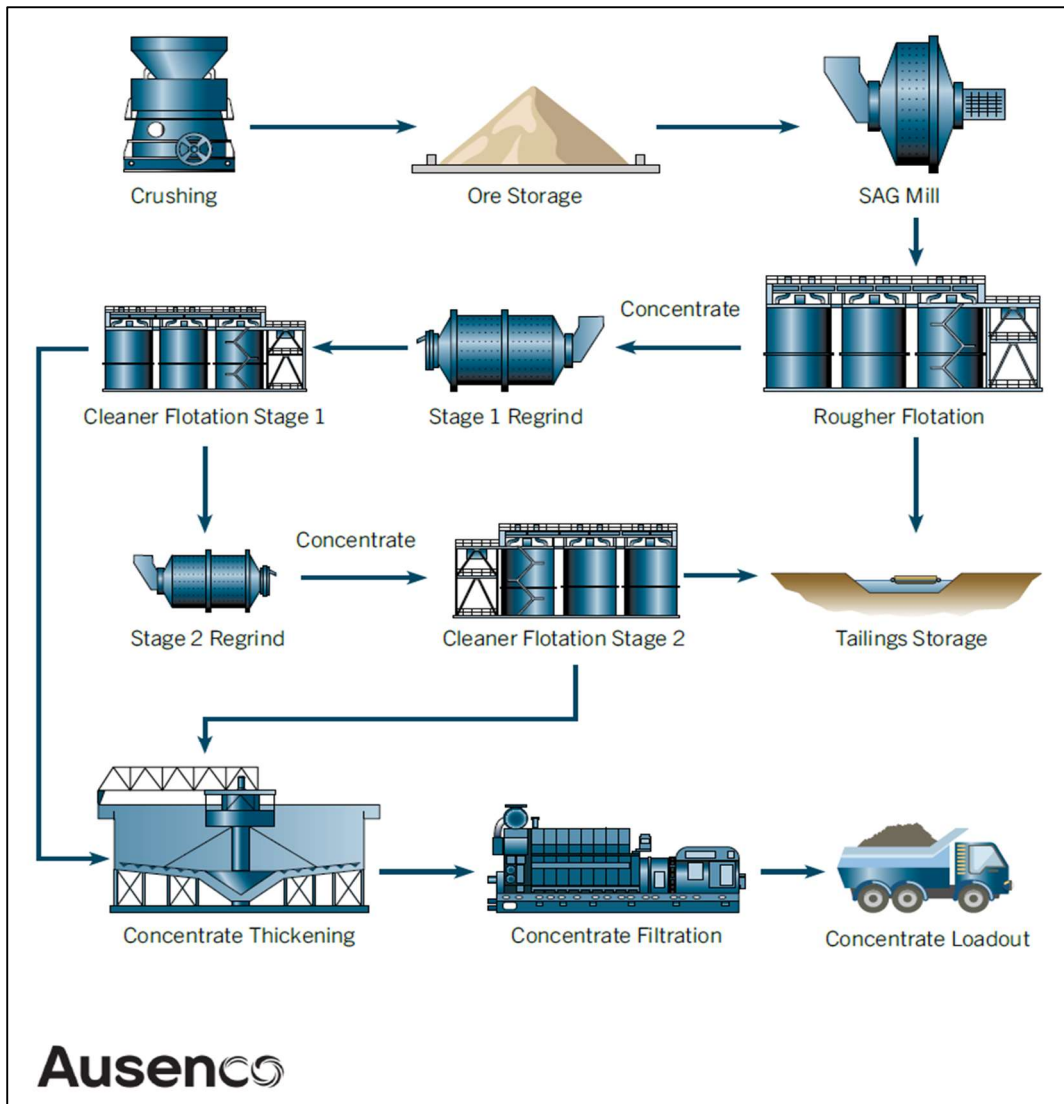 Crushing
Ore Storage
SAG Mill
Concentrate
Cleaner Flotation Stage 1
Stage 1 Regrind
Rougher Flotation
Concentrate
Stage 2 Regrind
Cleaner Flotation Stage 2
Tailings Storage
Concentrate Thickening
Concentrate Filtration
Concentrate Loadout
Ausenco